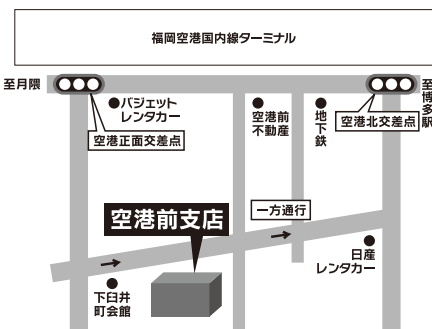 福岡空港国内線ターミナル
至月隈
至博多駅
バジェット
レンタカー
空港前
不動産
地下鉄
空港正面交差点
空港北交差点
空港前支店
一方通行
日産
レンタカー
下臼井
町会館